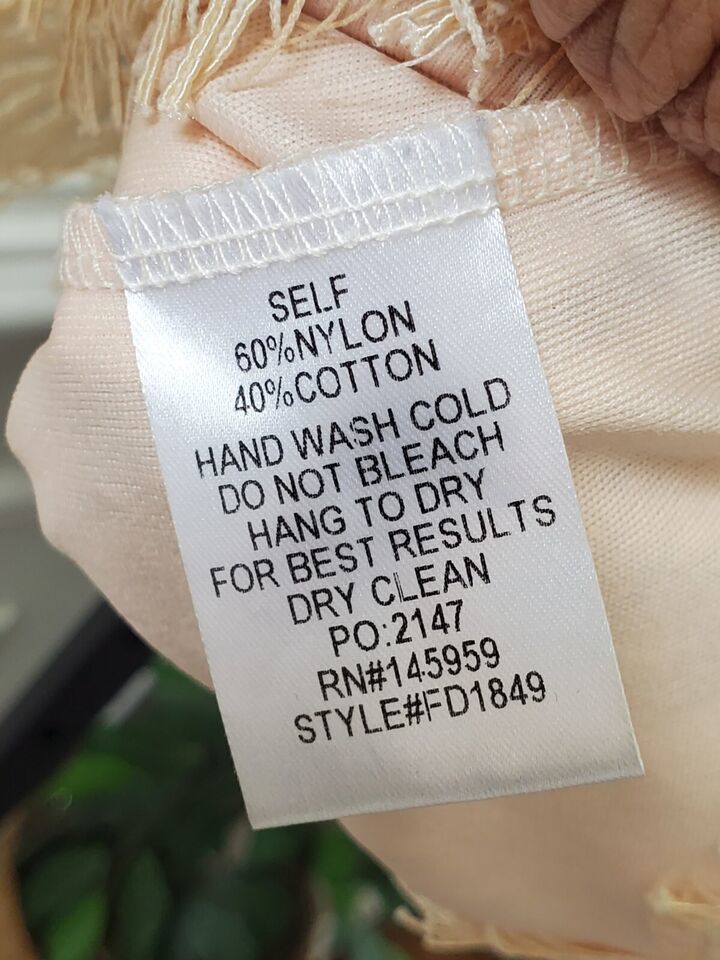 SELF
60%NYLON
40%COTTON
HAND WASH COLD
DO NOT BLEACH
HANG TO DRY
FOR BEST RESULTS
DRY CLEAN
PO:2147
RN#145959
STYLE#FD1849